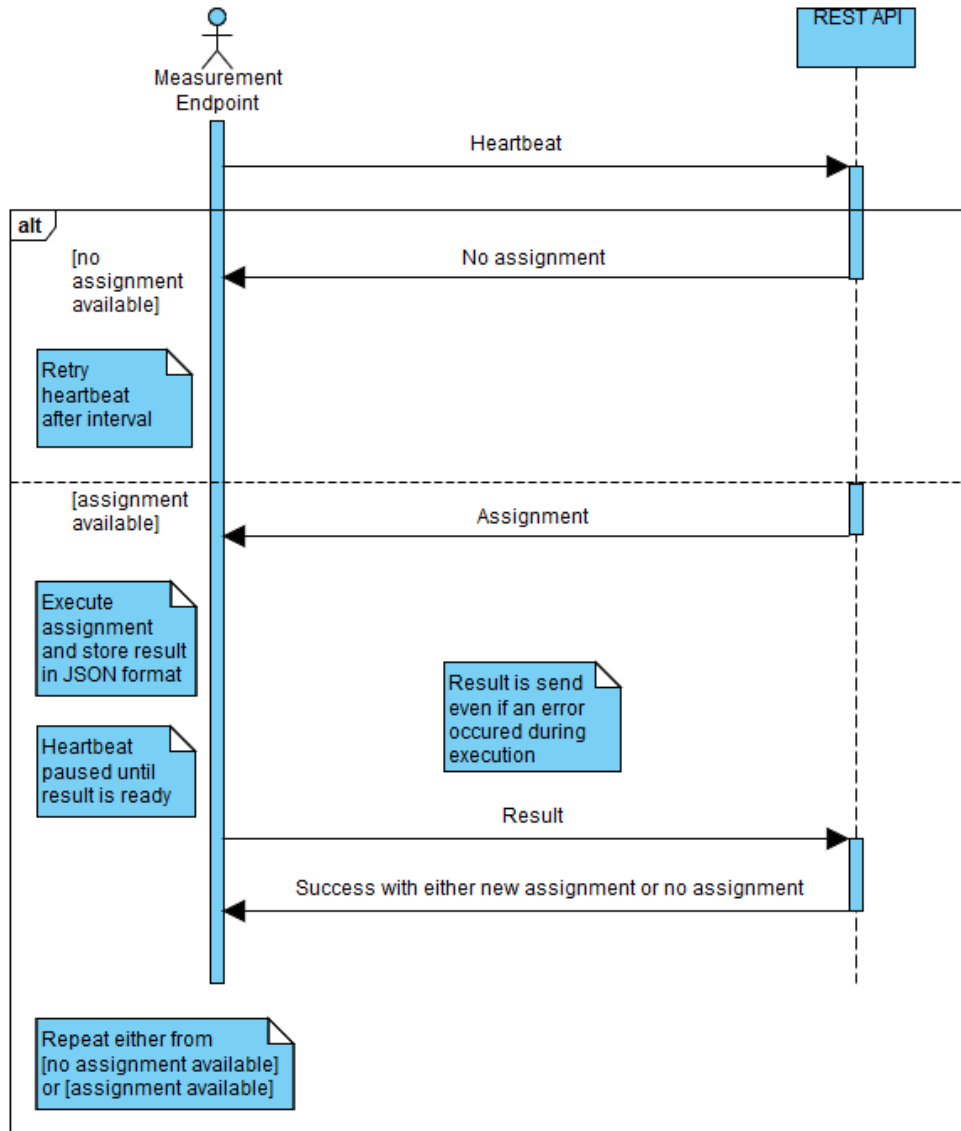 REST API
Measurement
Endpoint
Heartbeat
alt
[no
assignment
available]
No assignment
Retry
heartbeat
after interval
[assignment
available]
Assignment
Execute
assignment
and store result
in JSON format
Result is send
even if an error
occured during
execution
Heartbeat
paused until
result is ready
Result
Success with either new assignment or no assignment
Repeat either from
[no assignment available]
or [assignment available]